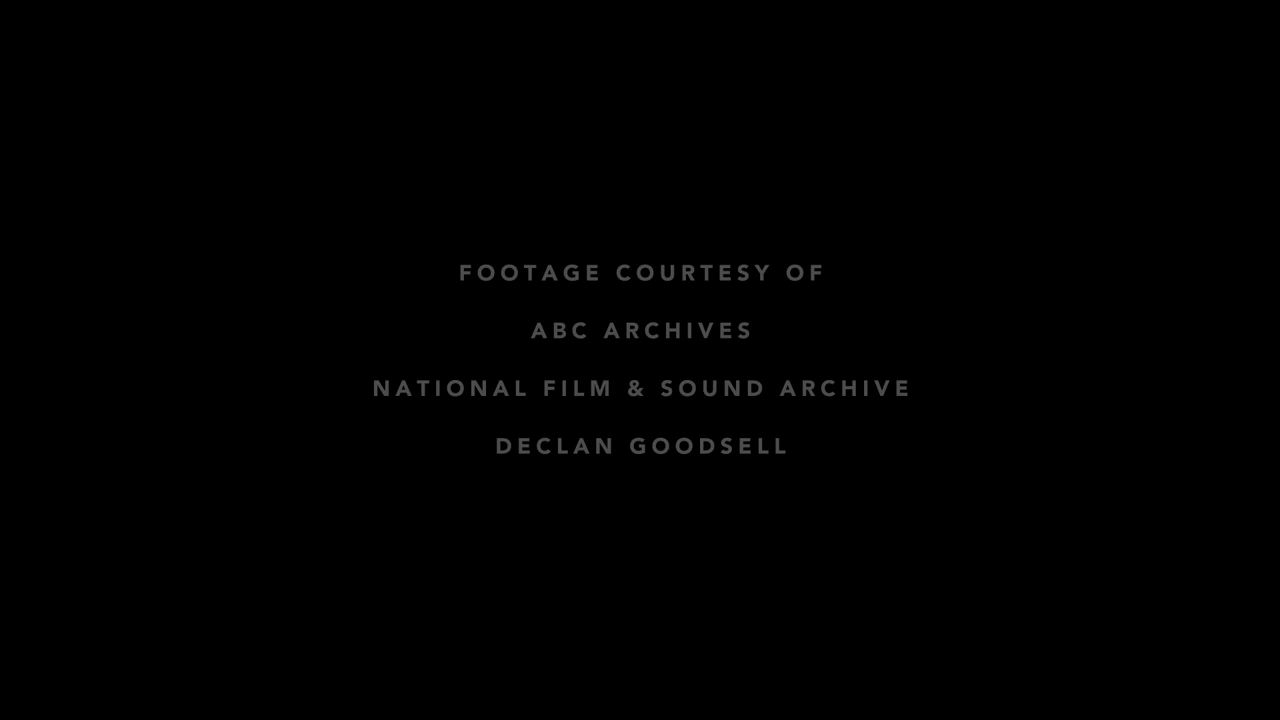 FOOTAGE COURTESY OF
ABC ARCHIVES
NATIONAL FILM & SOUND ARCHIVE
DECLAN GOODSELL